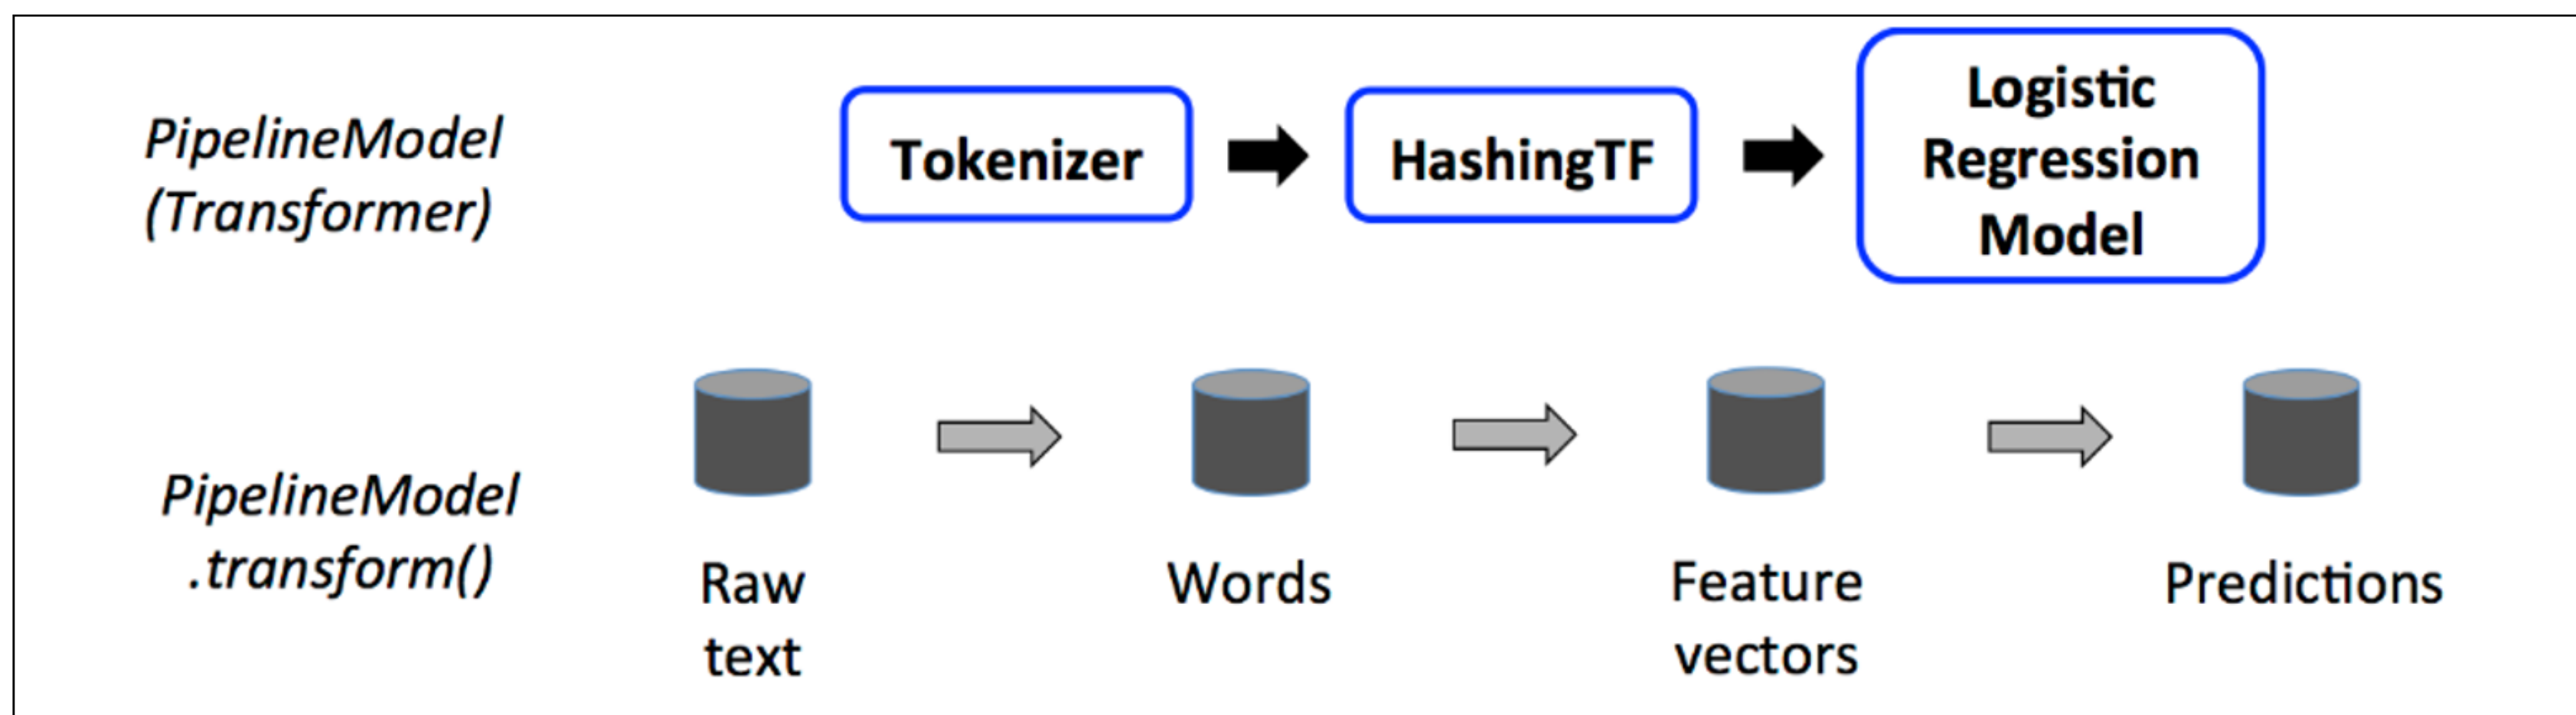 PipelineModel
(Transformer)
Tokenizer
HashingTF
Logistic
Regression
Model
PipelineModel
.transform()
Raw
text
Words
Feature
vectors
Predictions